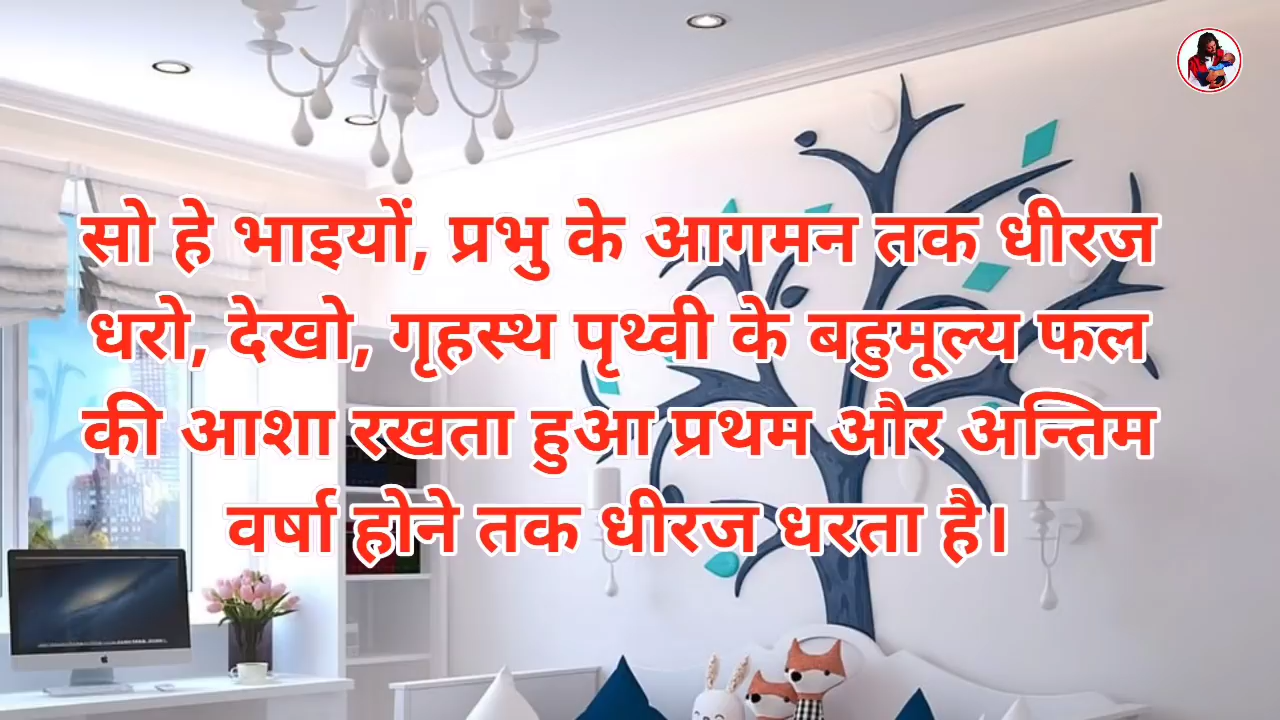 सो हे भाइयों, प्रभु के आगमन तक धीरज
धरो, देखो, गृहस्थ पृथ्वी के बहुमूल्य फल
की आशा रखता हुआ प्रथम और अन्तिम
वर्षा होने तक धीरज धरता है।